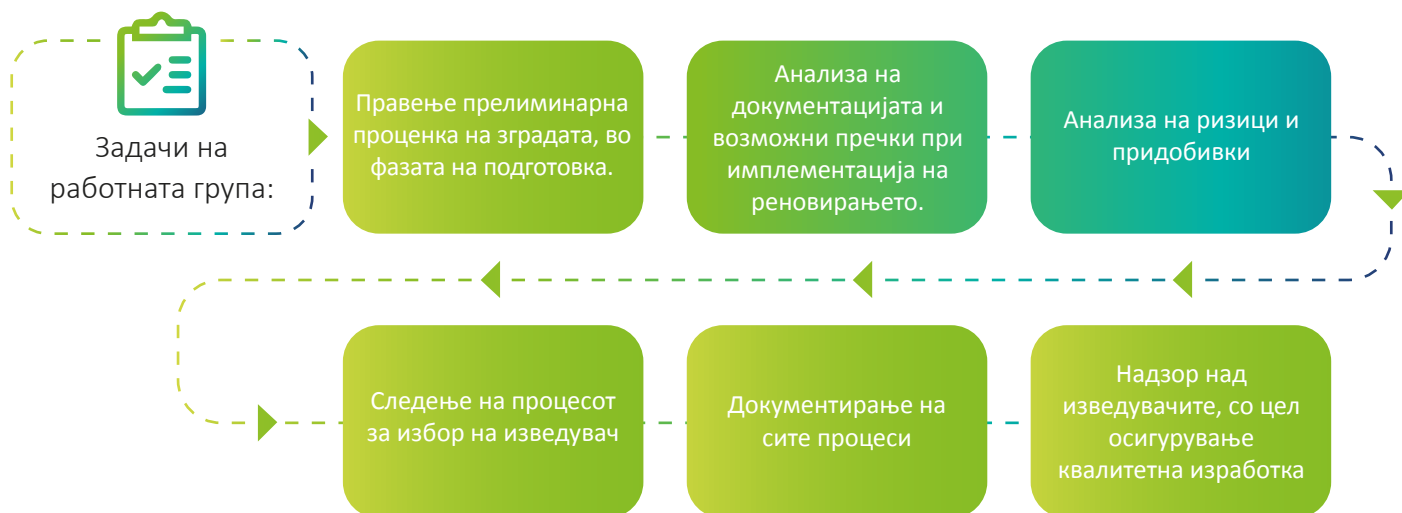 Задачи на
работната група:
Правење прелиминарна
проценка на зградата, во
фазата на подготовка.
Анализа на
документацијата и
возможни пречки при
имплементација на
реновирањето.
Анализа на ризици и
придобивки
Следење на процесот
за избор на изведувач
Документирање на
сите процеси
Надзор над
изведувачите, со цел
осигурување
квалитетна изработка